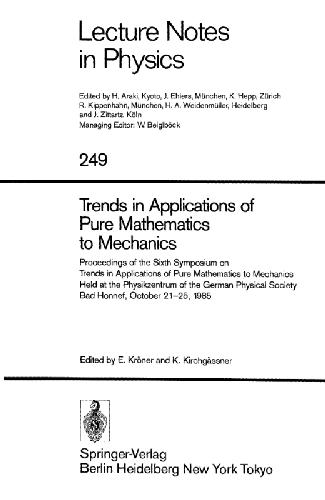 Lecture Notes
in Physics
Edited by H. Araki, Kyoto, J. Ehlers, München, K. Hepp, Zürich
R. Kippenhahn, München, H. A. Weidenmüller, Heidelberg
and J. Zittartz, Köln
Managing Editor: W. Beiglböck
249
Trends in Applications of
Pure Mathematics
to Mechanics
Proceedings of the Sixth Symposium on
Trends in Applications of Pure Mathematics to Mechanics
Held at the Physikzentrum of the German Physical Society
Bad Honnef, October 21–25, 1985
Edited by E. Kröner and K. Kirchgässner
Springer-Verlag
Berlin Heidelberg New York Tokyo